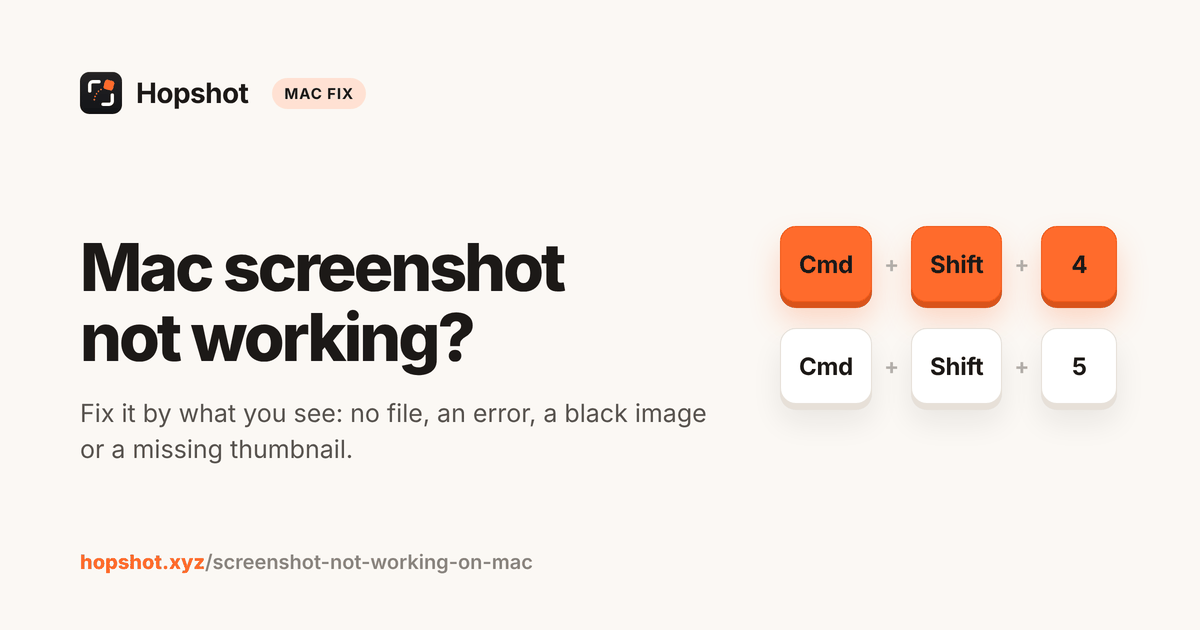 Hopshot
MAC FIX
Mac screenshot
not working?
Fix it by what you see: no file, an error, a black image
or a missing thumbnail.
Cmd + Shift + 4
Cmd + Shift + 5
hopshot.xyz/screenshot-not-working-on-mac